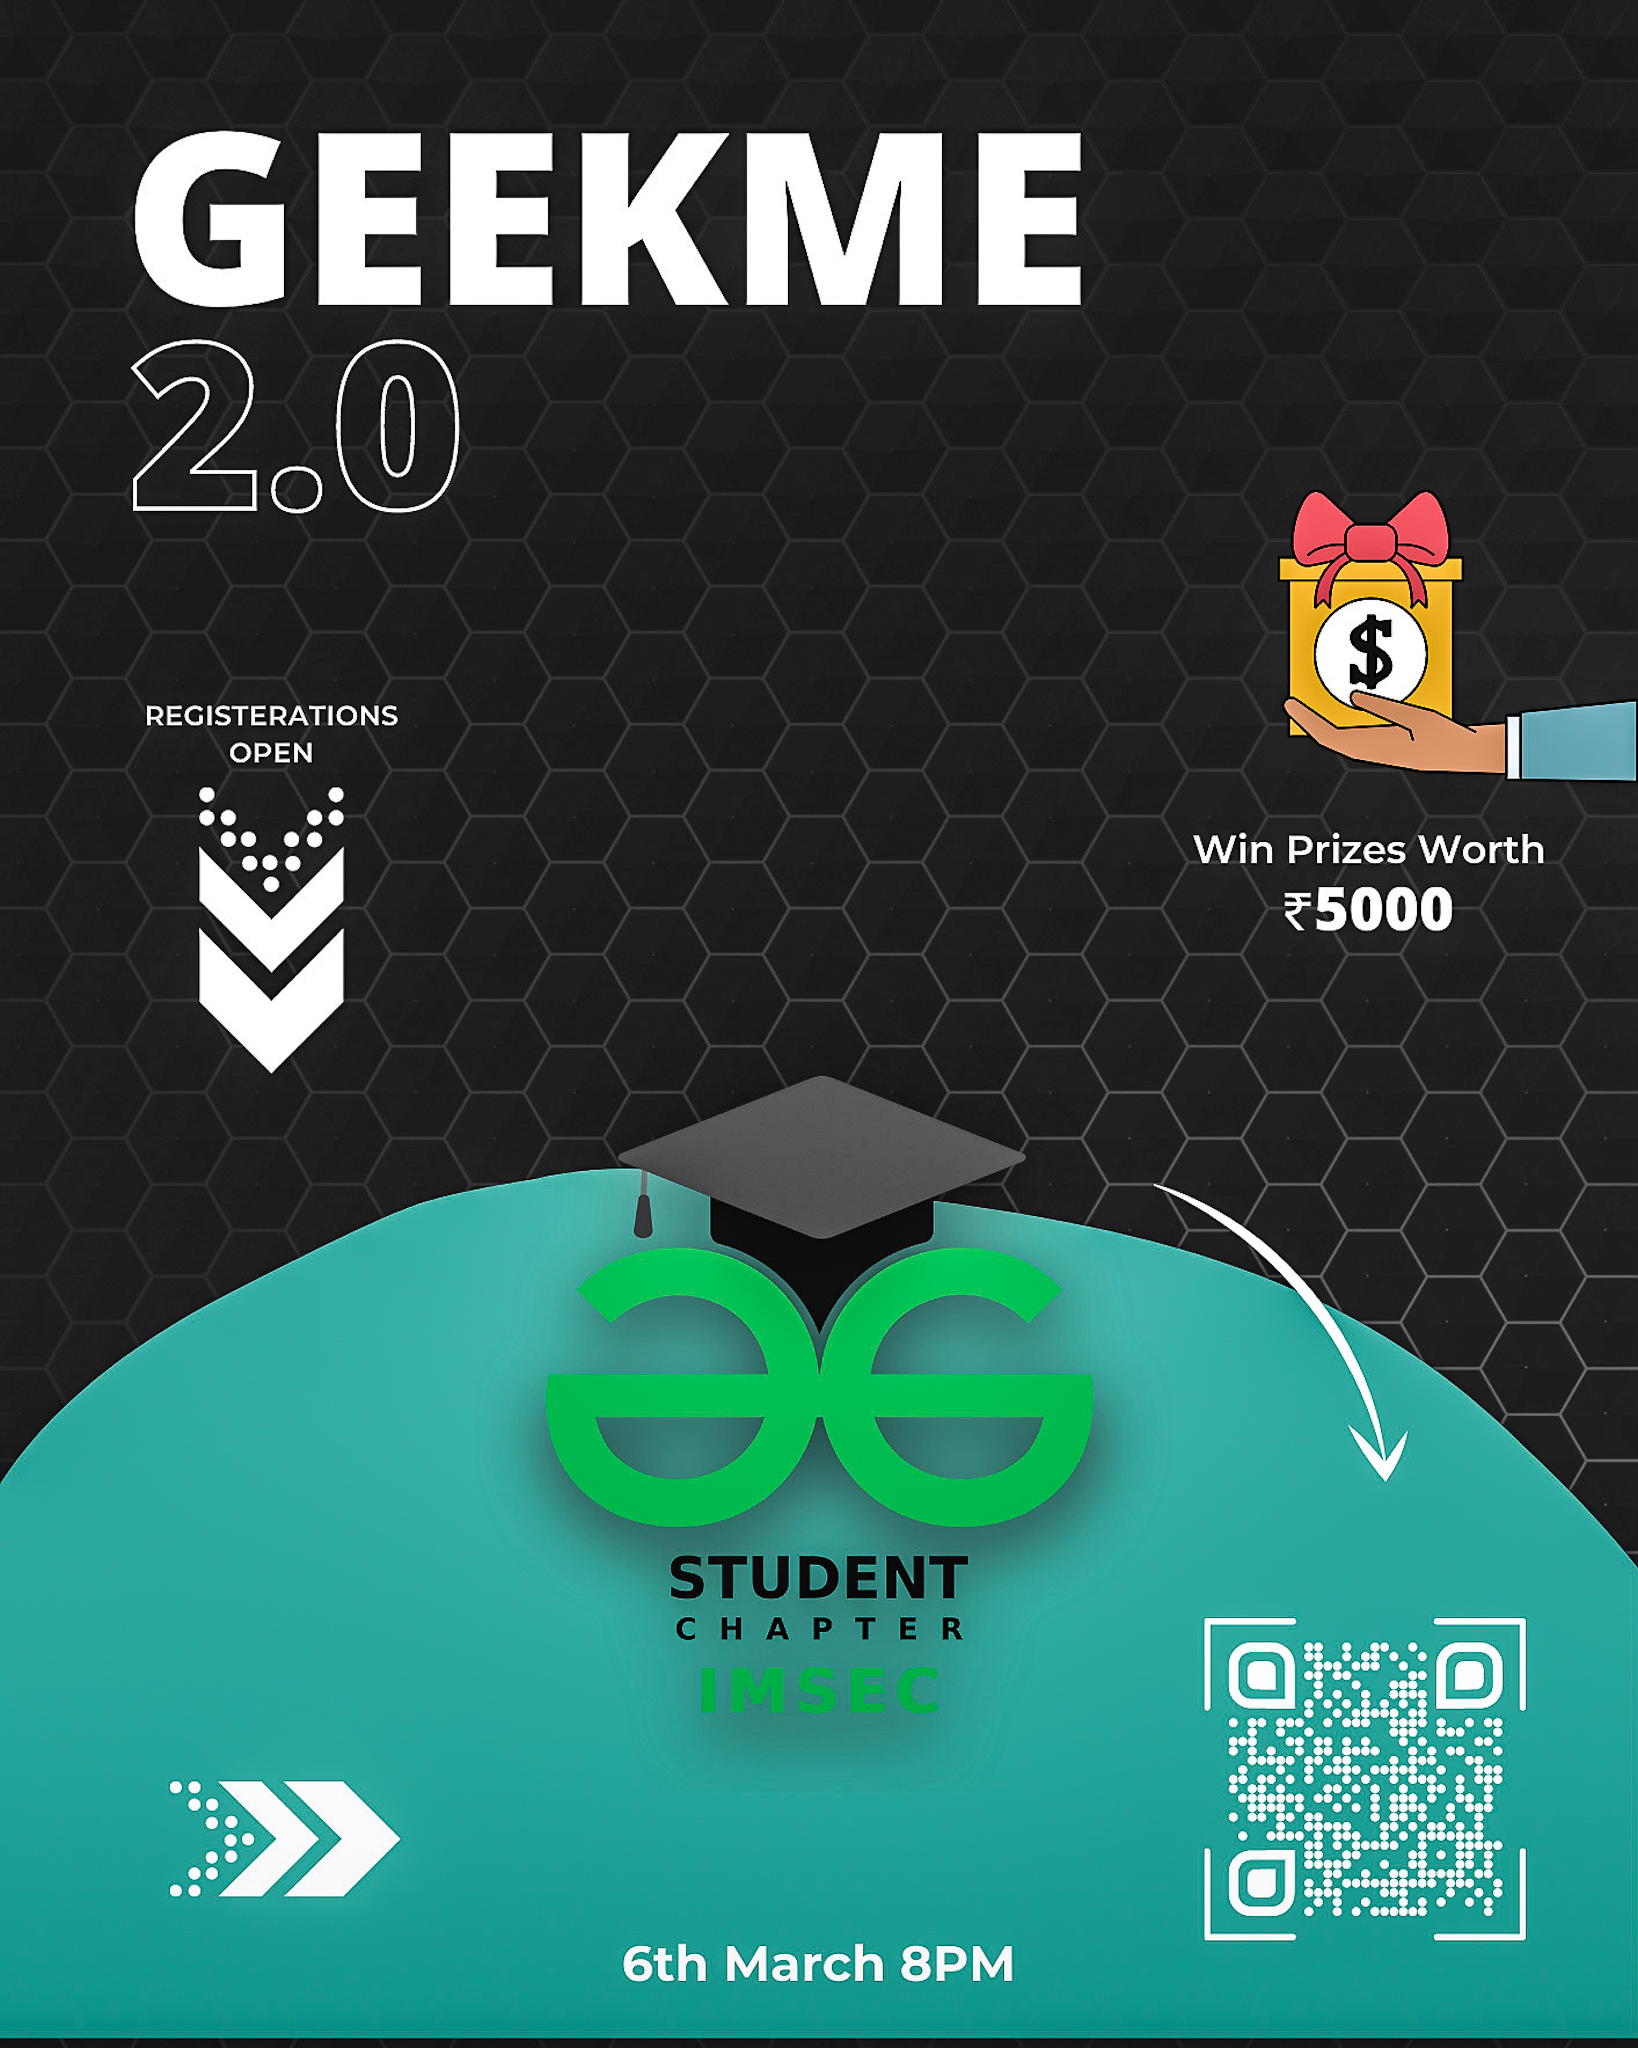 GEEKME
2.0
REGISTERATIONS
OPEN
$
Win Prizes Worth
₹5000
STUDENT
CHAPTER
IMSEC
6th March 8PM